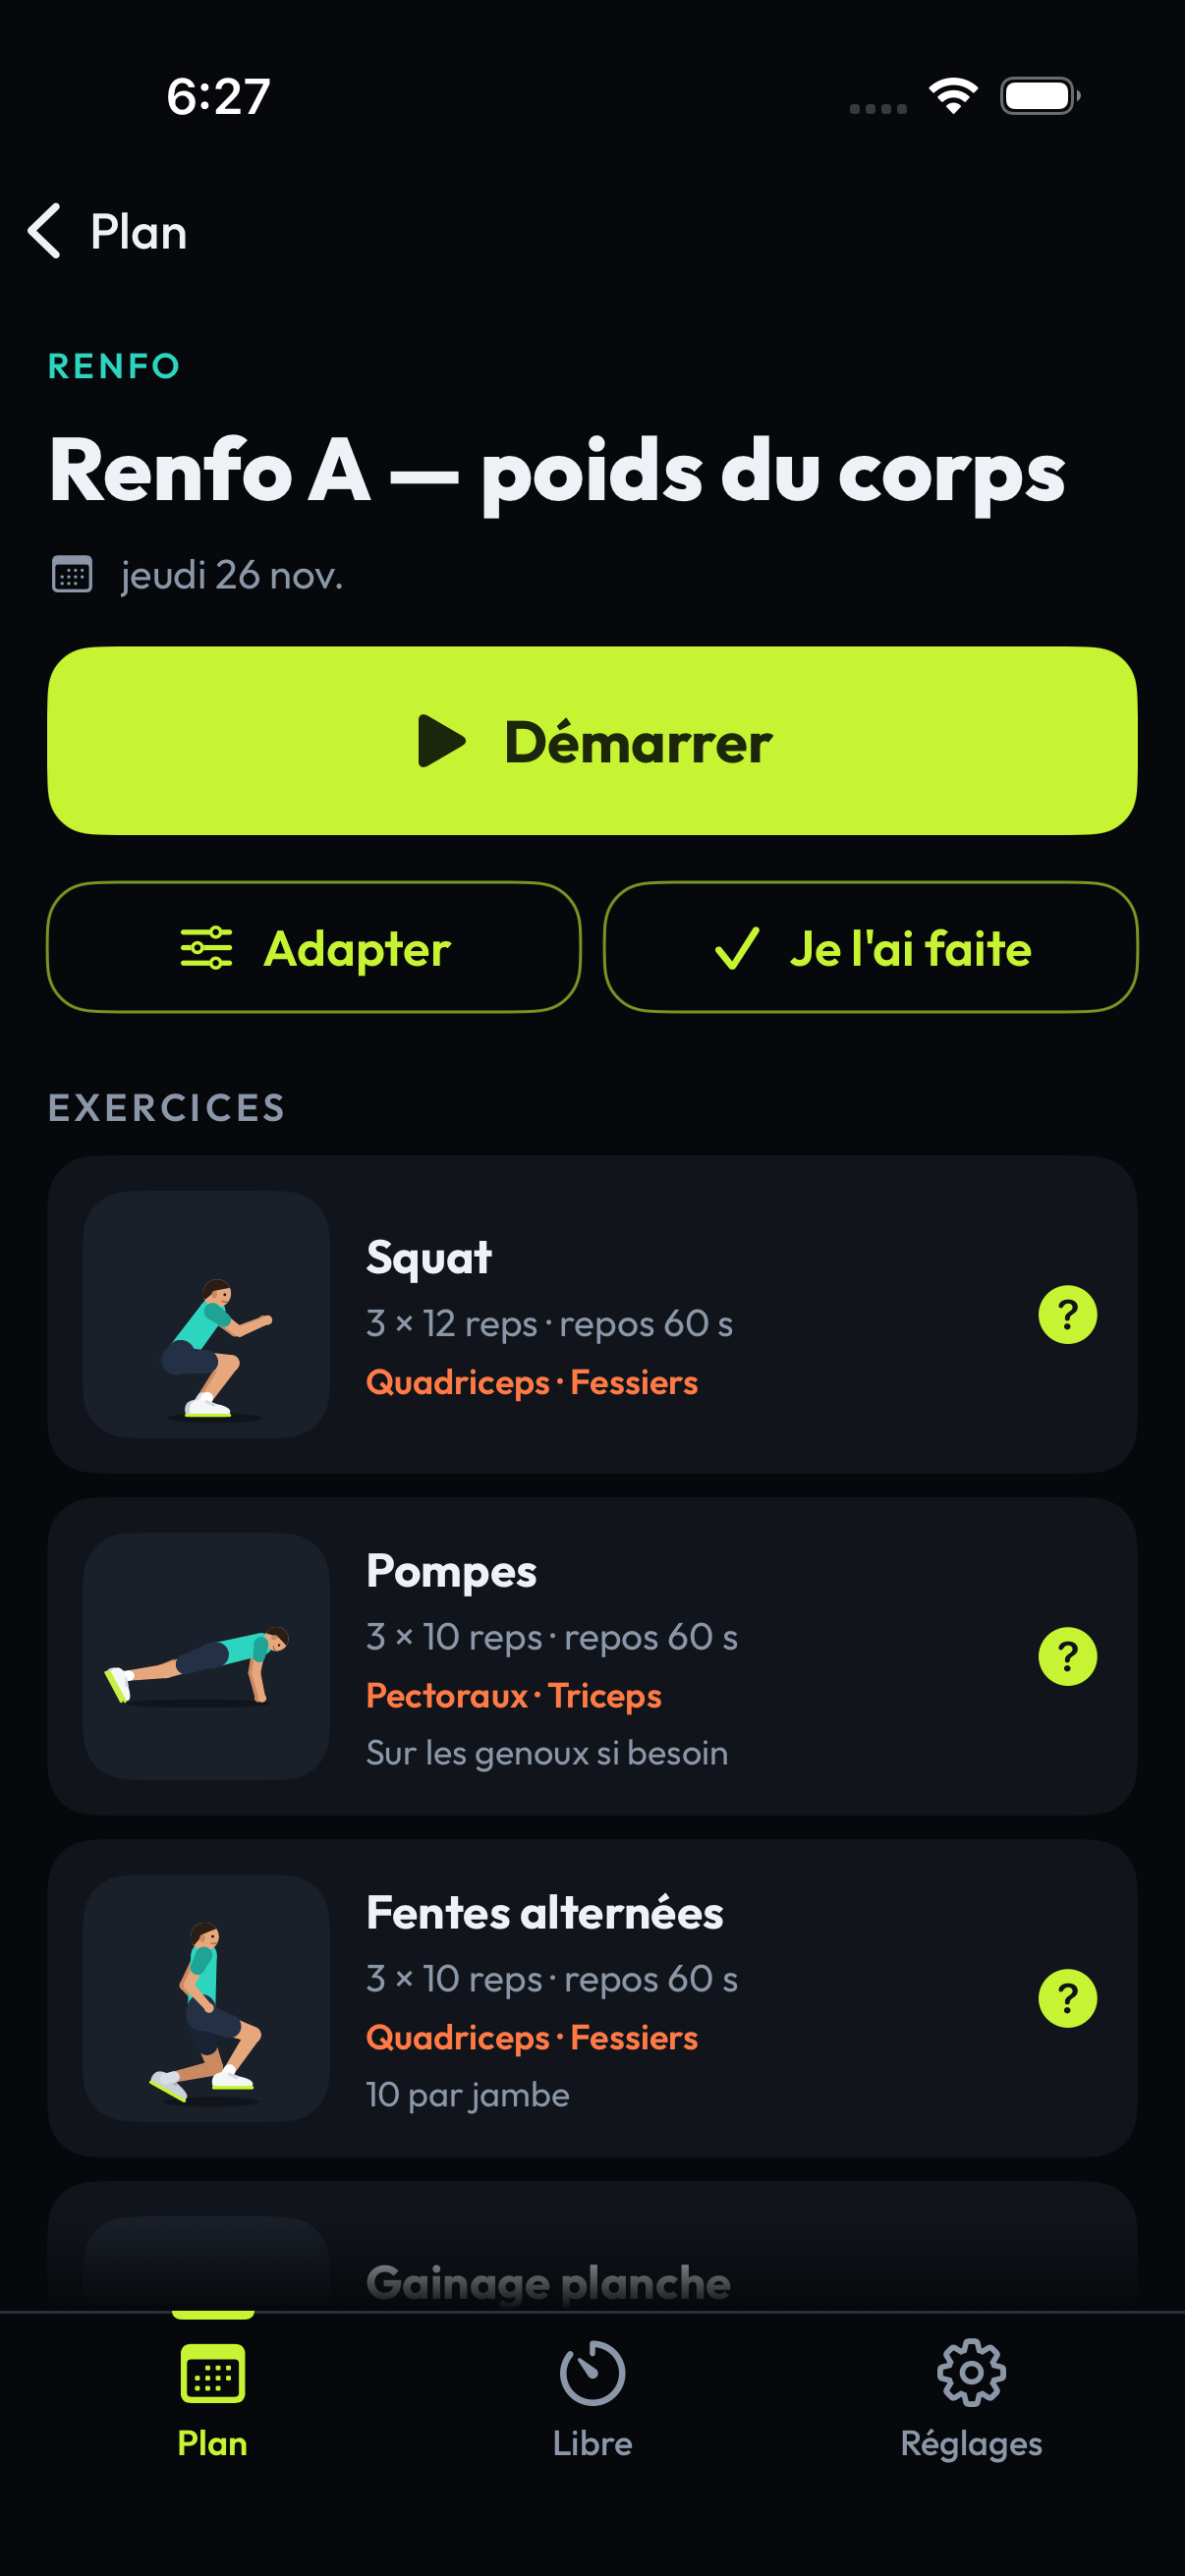 6:27
Plan
RENFO
Renfo A — poids du corps
jeudi 26 nov.
Démarrer
Adapter
Je l'ai faite
EXERCICES
Squat
3 × 12 reps · repos 60 s
Quadriceps · Fessiers
?
Pompes
3 × 10 reps · repos 60 s
Pectoraux · Triceps
Sur les genoux si besoin
?
Fentes alternées
3 × 10 reps · repos 60 s
Quadriceps · Fessiers
10 par jambe
?
Gainage planche
Plan
Libre
Réglages